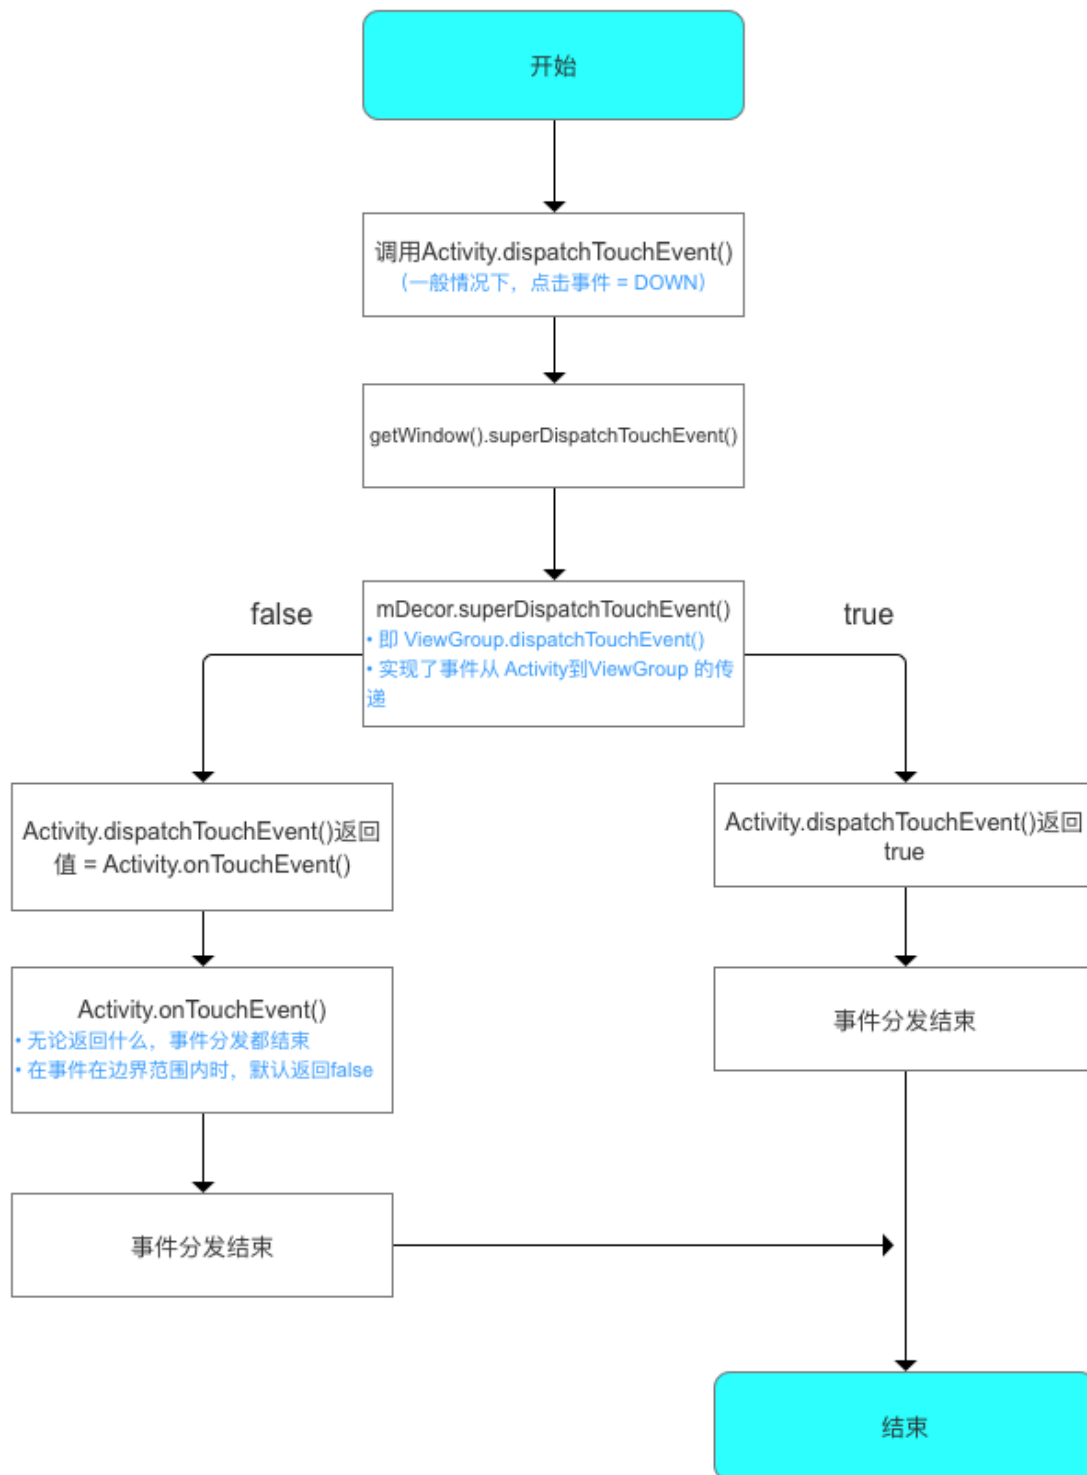 开始
调用Activity.dispatchTouchEvent()
（一般情况下，点击事件 = DOWN）
getWindow().superDispatchTouchEvent()
false
mDecor.superDispatchTouchEvent()
• 即 ViewGroup.dispatchTouchEvent()
• 实现了事件从 Activity到ViewGroup 的传
递
true
Activity.dispatchTouchEvent()返回
值 = Activity.onTouchEvent()
Activity.dispatchTouchEvent()返回
true
Activity.onTouchEvent()
• 无论返回什么，事件分发都结束
• 在事件在边界范围内时，默认返回false
事件分发结束
事件分发结束
结束